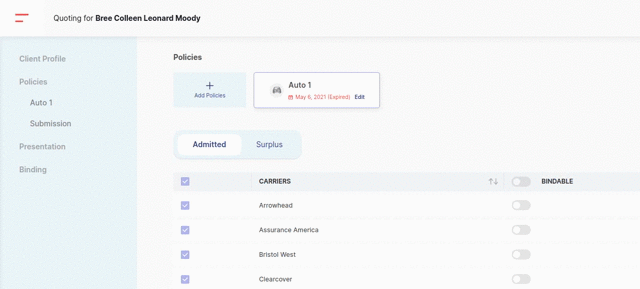 Quoting for Bree Colleen Leonard Moody
Client Profile
Policies
Auto 1
Submission
Presentation
Binding
Policies
Add Policies
Auto 1
May 6, 2021 (Expired) Edit
Admitted Surplus
CARRIERS BINDABLE
Arrowhead
Assurance America
Bristol West
Clearcover